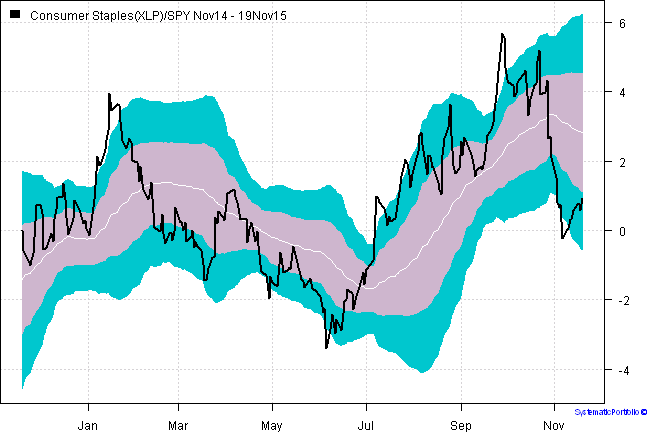 Consumer Staples(XLP)/SPY Nov14 - 19Nov15
6
4
2
0
-2
-4
Jan Mar May Jul Sep Nov
SystematicPortfolio ©